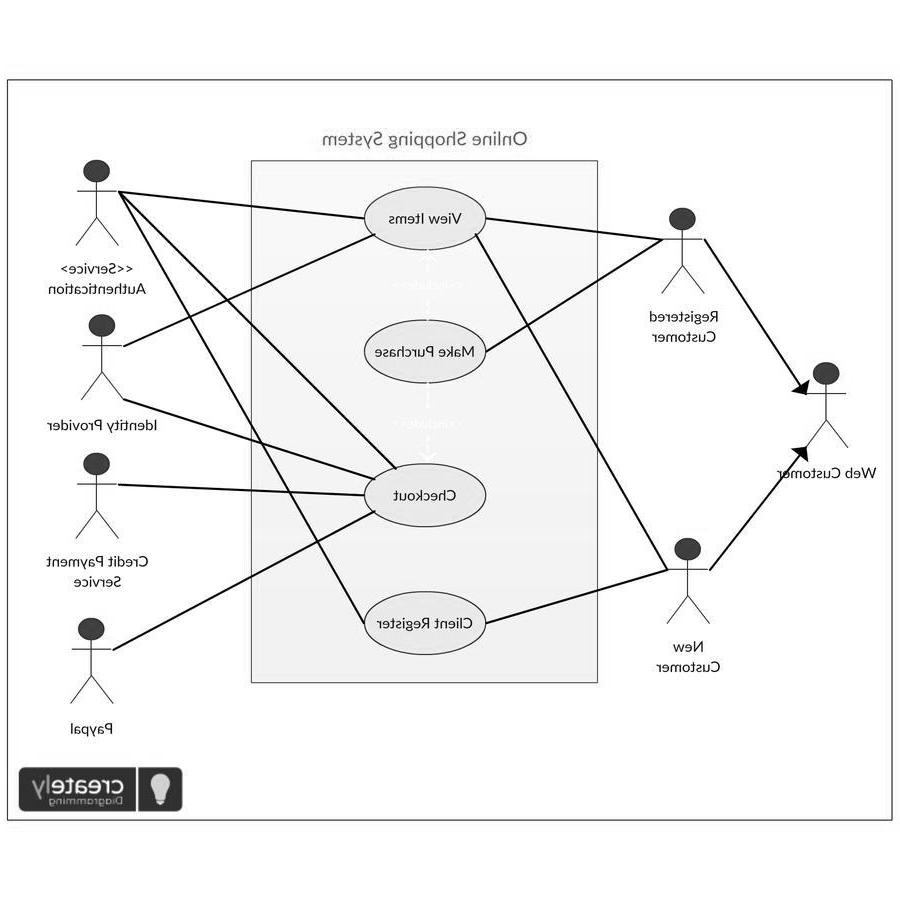 Online Shopping System
View Items
<<include>>
Make Purchase
<<include>>
Checkout
Client Register
<<Service>
Authentication
Identity Provider
Credit Payment
Service
Paypal
Registered
Customer
Web Customer
New
Customer
creately
Diagramming